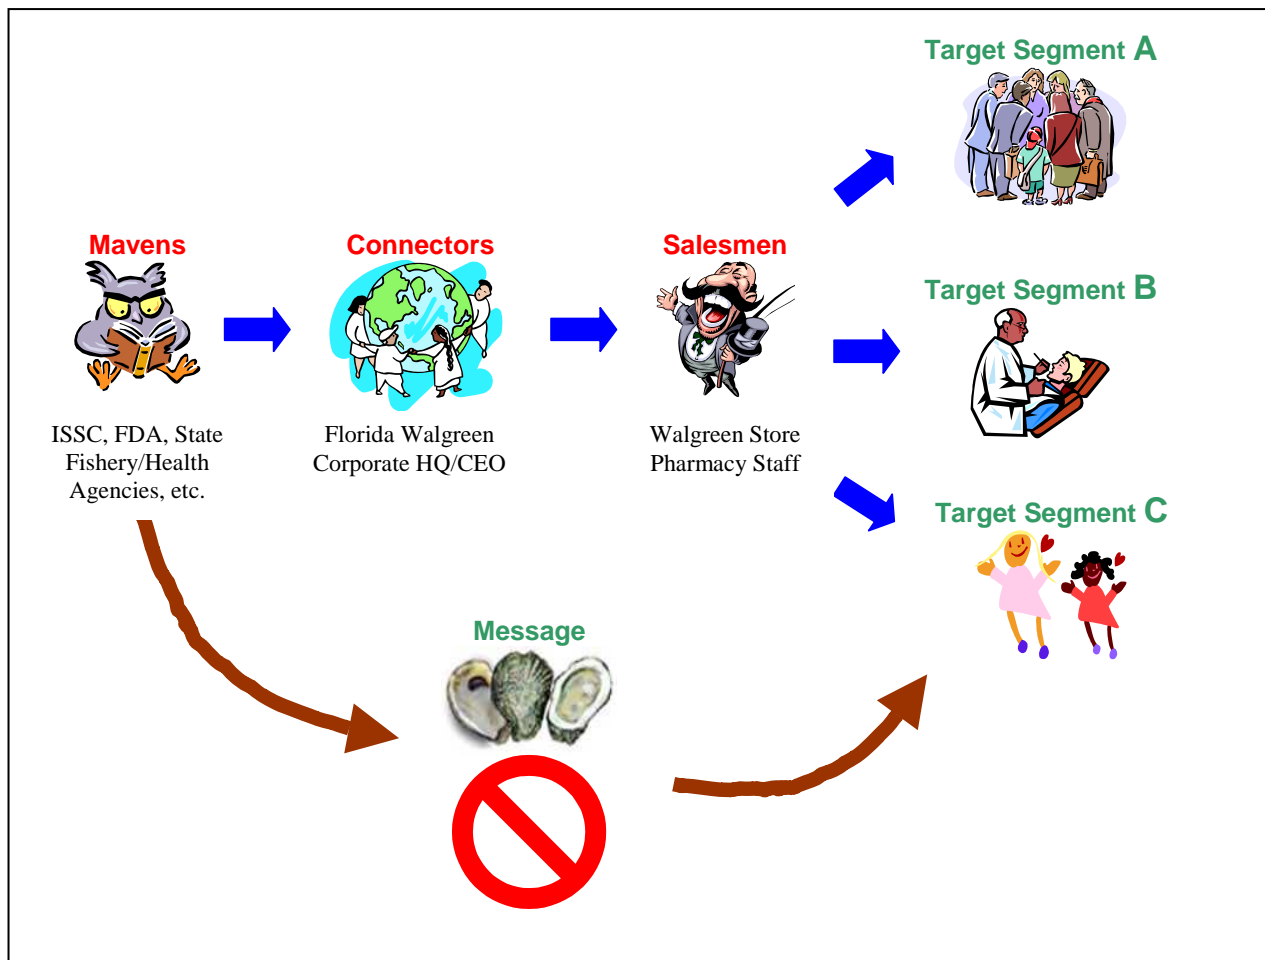 Target Segment A
Mavens
Connectors
Salesmen
Target Segment B
ISSC, FDA, State
Fishery/Health
Agencies, etc.
Florida Walgreen
Corporate HQ/CEO
Walgreen Store
Pharmacy Staff
Target Segment C
Message